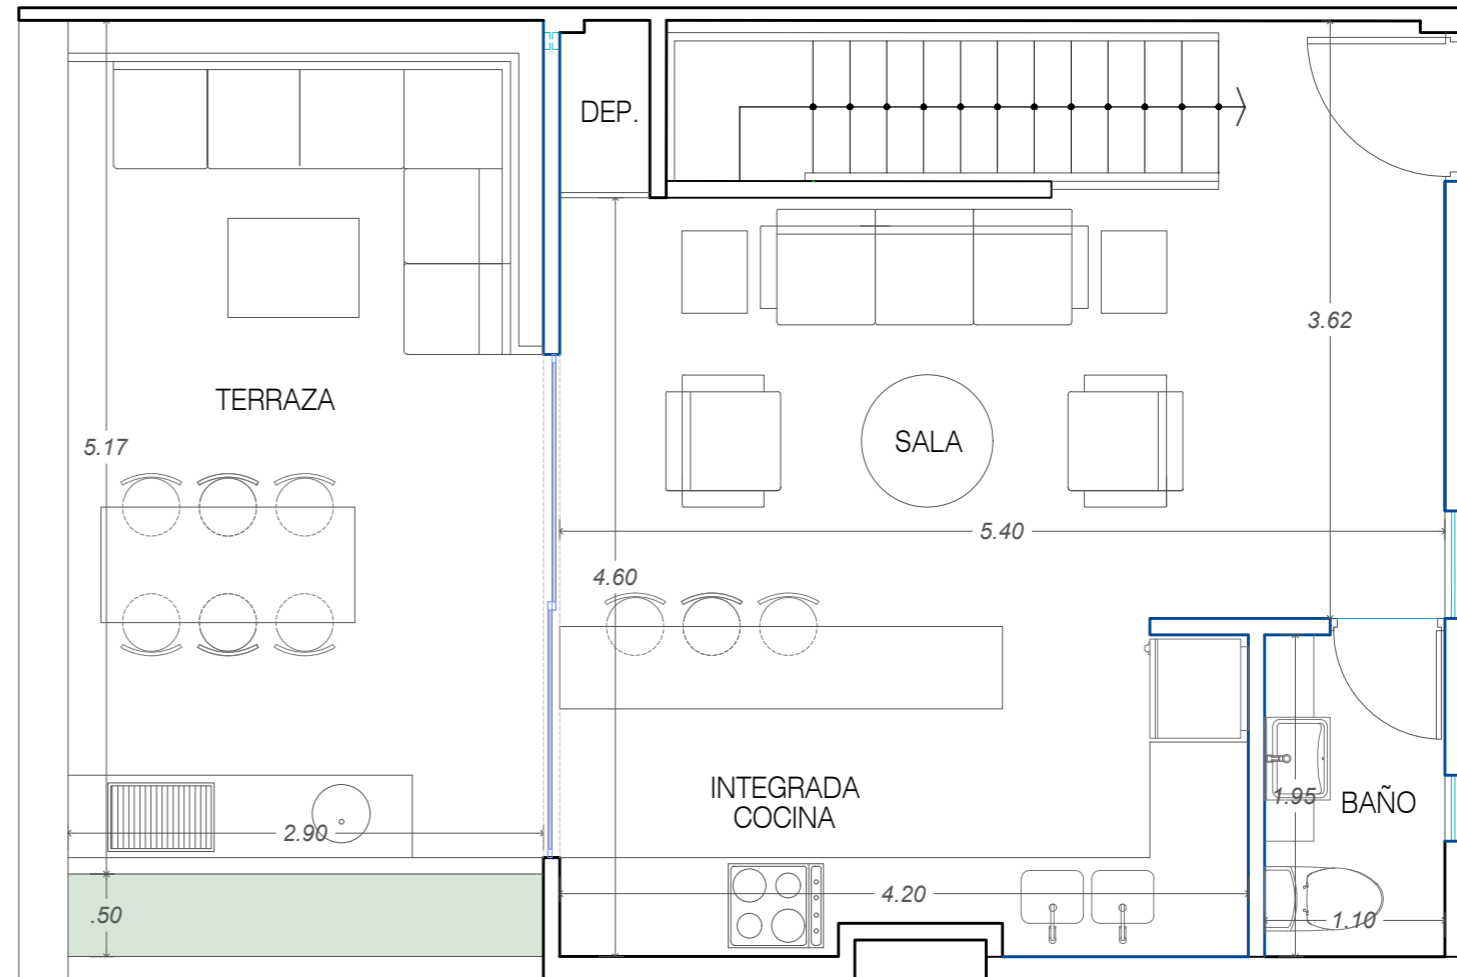 DEP.
3.62
TERRAZA
5.17
SALA
5.40
4.60
INTEGRADA
COCINA
1.95
BAÑO
2.90
4.20
.50
1.10